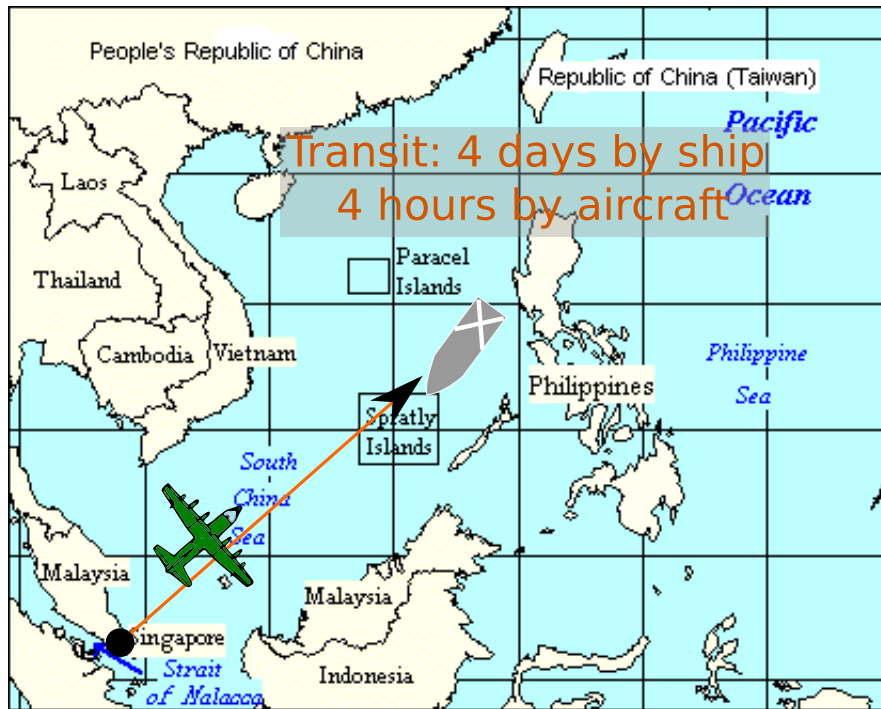 People's Republic of China
Republic of China (Taiwan)
Pacific
Ocean
Transit: 4 days by ship
4 hours by aircraft
Laos
Paracel
Islands
Thailand
Cambodia
Vietnam
Philippine
Sea
Philippines
Spratly
Islands
South
China
Sea
Malaysia
Malaysia
Singapore
Indonesia
Strait
of Malacca